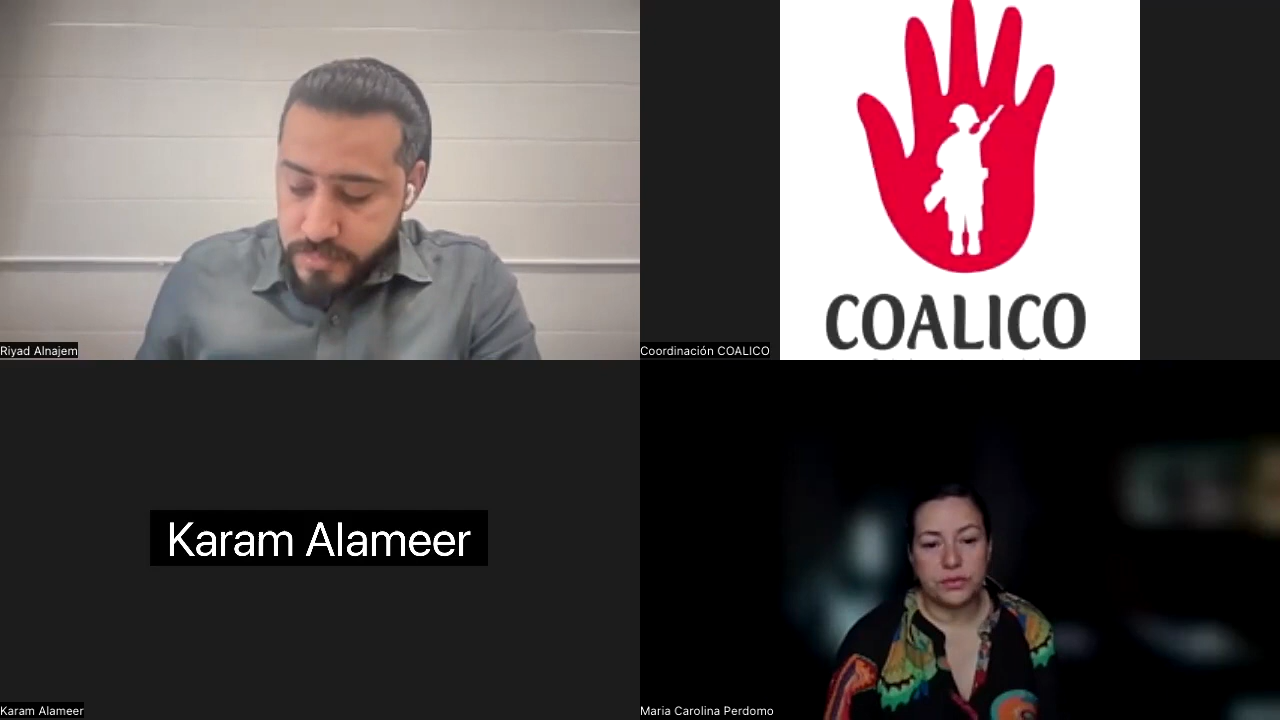 Riyad Alnajem
COALICO
Coordinación COALICO
Karam Alameer
Karam Alameer
Maria Carolina Perdomo